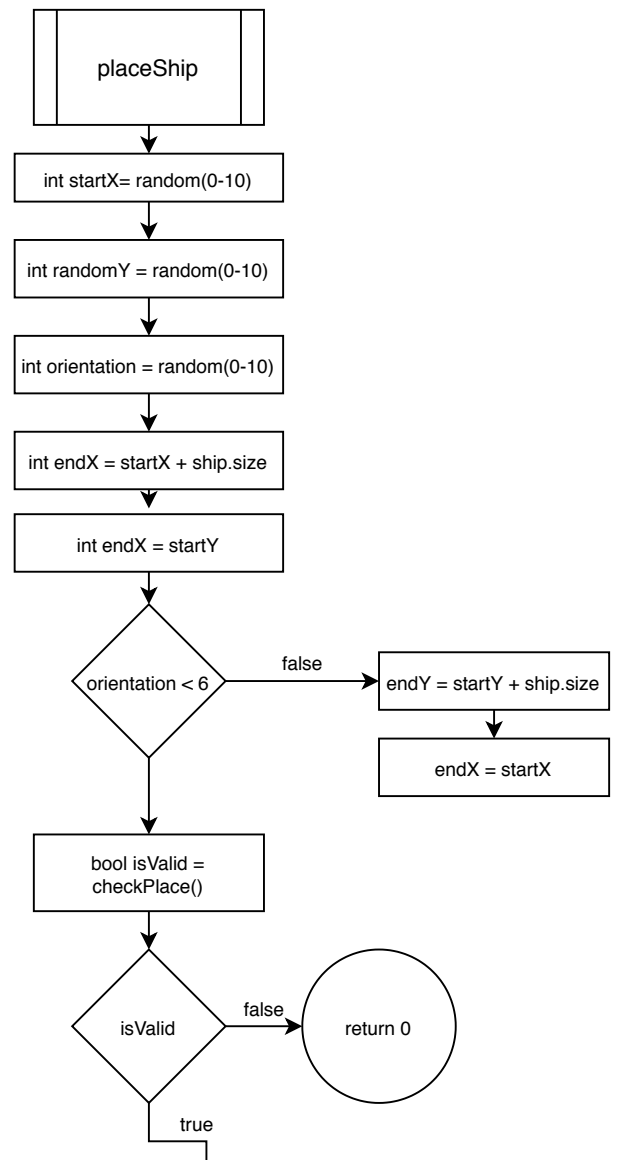 placeShip
int startX= random(0-10)
int randomY = random(0-10)
int orientation = random(0-10)
int endX = startX + ship.size
int endX = startY
orientation < 6
false
endY = startY + ship.size
endX = startX
bool isValid =
checkPlace()
isValid
false
return 0
true